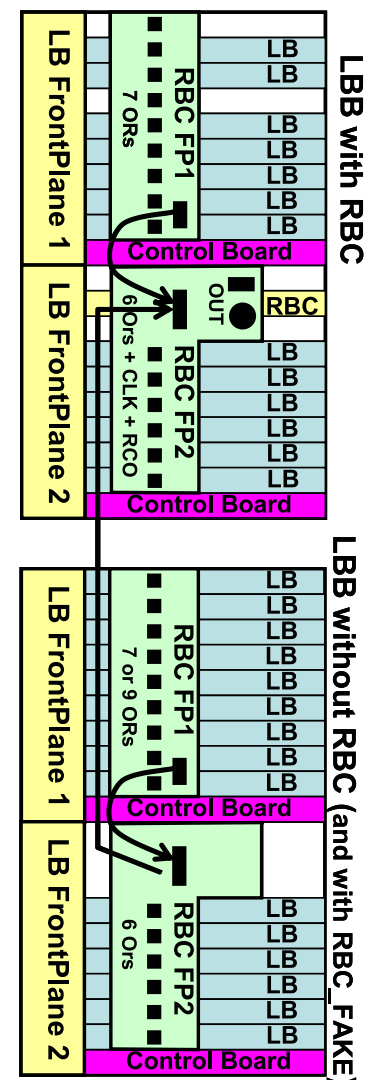 LBB with RBC
LB FrontPlane 1
RBC FP1
7 ORs
LB
LB
LB
LB
LB
LB
LB
Control Board
LB FrontPlane 2
RBC FP2
6 Ors + CLK + RCO
OUT
RBC
LB
LB
LB
LB
LB
LB
Control Board
LBB without RBC (and with RBC_FAKE)
LB FrontPlane 1
RBC FP1
7 or 9 ORs
LB
LB
LB
LB
LB
LB
LB
LB
LB
Control Board
LB FrontPlane 2
RBC FP2
6 Ors
LB
LB
LB
LB
LB
LB
Control Board